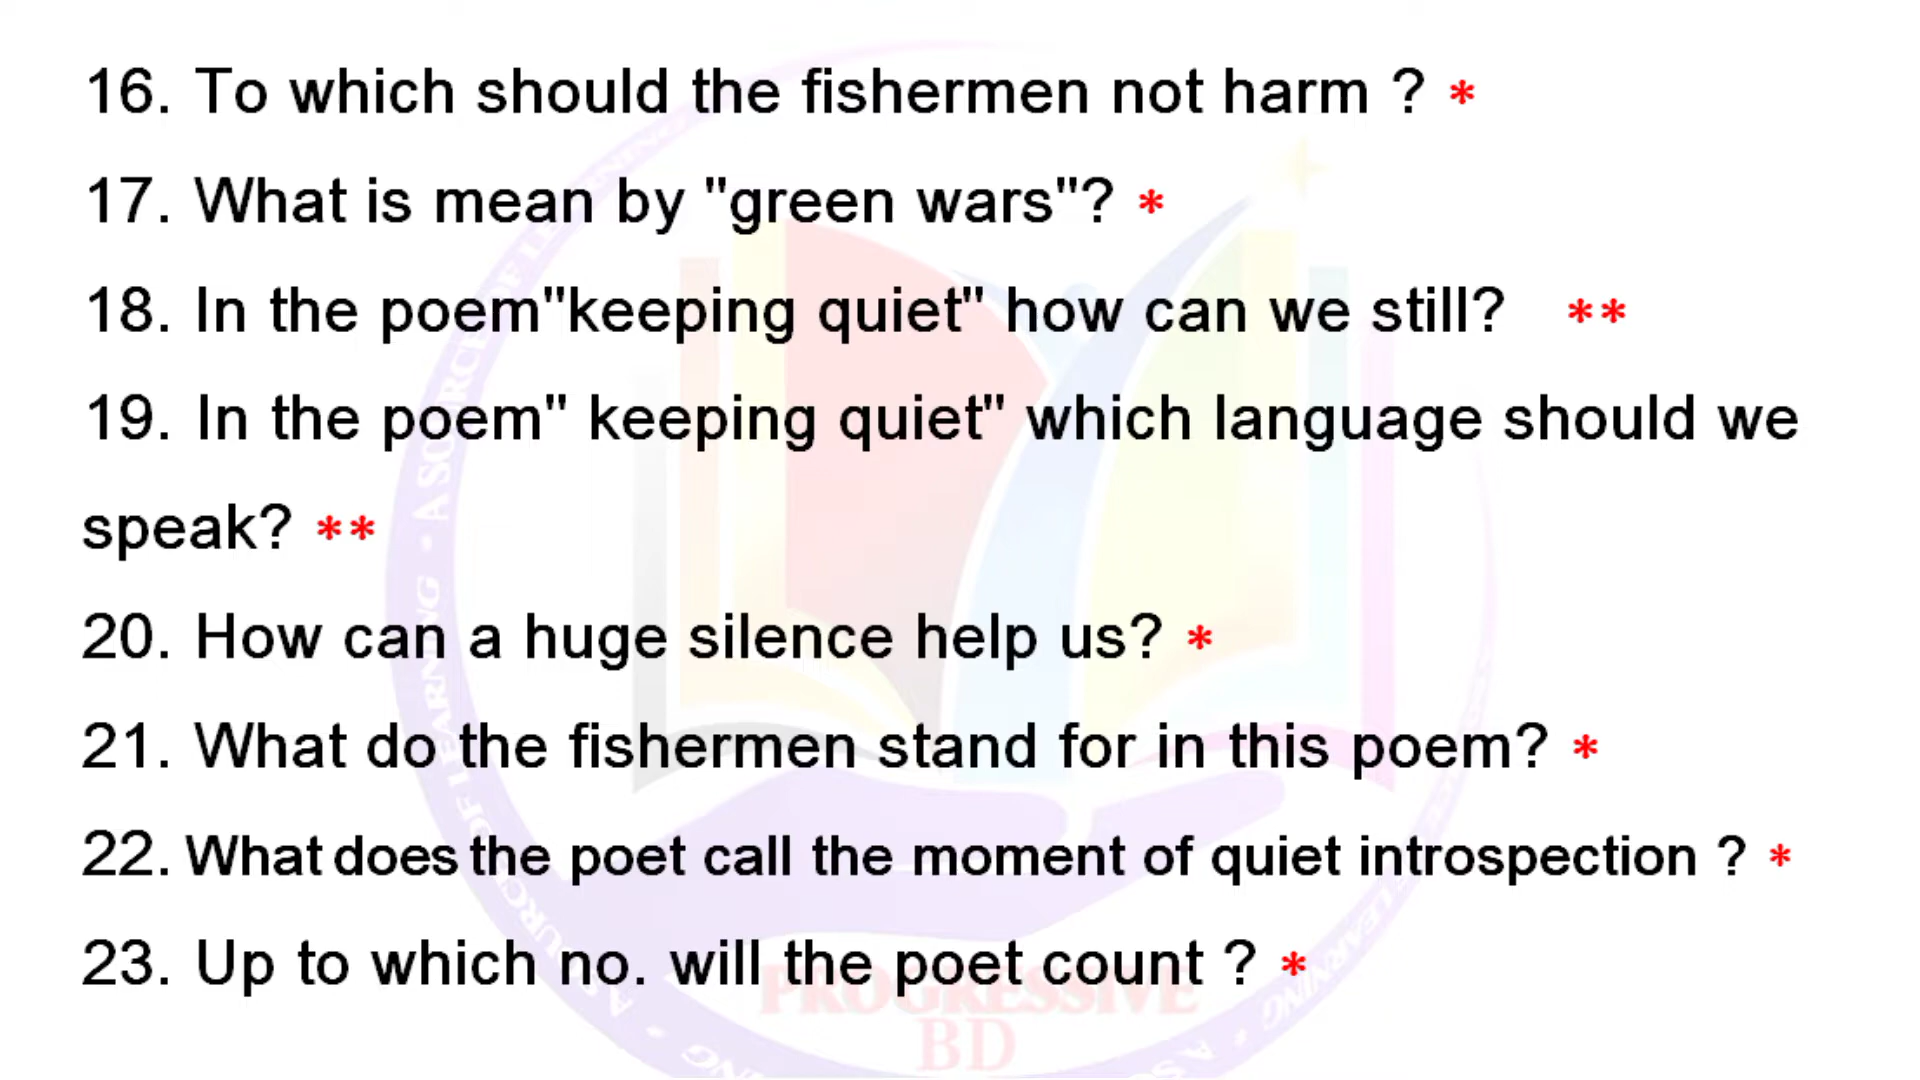 16. To which should the fishermen not harm ? *
17. What is mean by "green wars"? *
18. In the poem"keeping quiet" how can we still? **
19. In the poem" keeping quiet" which language should we
speak? **
20. How can a huge silence help us? *
21. What do the fishermen stand for in this poem? *
22. What does the poet call the moment of quiet introspection ? *
23. Up to which no. will the poet count ? *
PROGRESSIVE
BD